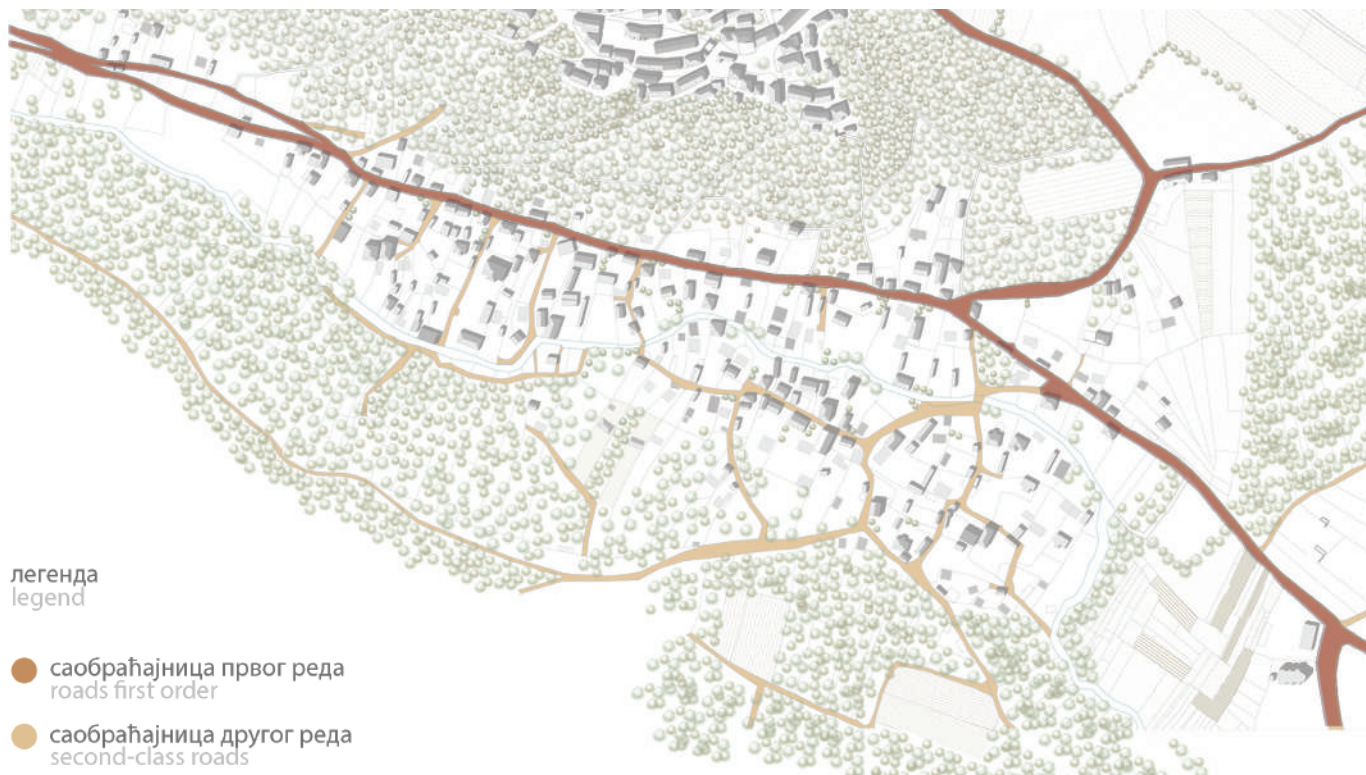 легенда
legend
саобраћајница првог реда
roads first order
саобраћајница другог реда
second-class roads